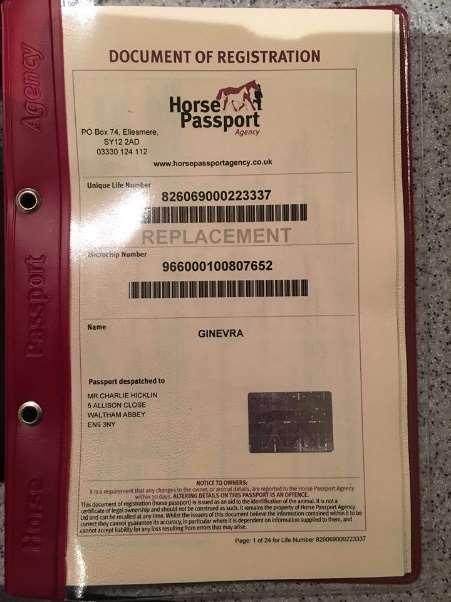 DOCUMENT OF REGISTRATION
Horse
Passport
Agency
PO Box 74, Ellesmere,
SY12 2AD
03330 124 112
www.horsepassportagency.co.uk
Unique Life Number
826069000223337
REPLACEMENT
Microchip Number
966000100807652
Name
GINEVRA
Passport despatched to
MR CHARLIE HICKLIN
5 ALLISON CLOSE
WALTHAM ABBEY
EN9 3NY
NOTICE TO OWNERS:
It is a requirement that any changes to the owner, or animal details, are reported to the Horse Passport Agency
within 30 days. ALTERING DETAILS ON THIS PASSPORT IS AN OFFENCE.
This document of registration (horse passport) is issued as an aid to the identification of the animal. It is not a
certificate of legal ownership and should not be construed as such. It remains the property of Horse Passport Agency
Ltd and can be recalled at any time. Whilst the issuers of this document believe the information contained within it to be
correct they cannot guarantee its accuracy, in particular where it is dependent on information supplied to them, and
cannot accept liability for any loss resulting from errors that may arise.
Page: 1 of 24 for Life Number 826069000223337
Horse Passport Agency